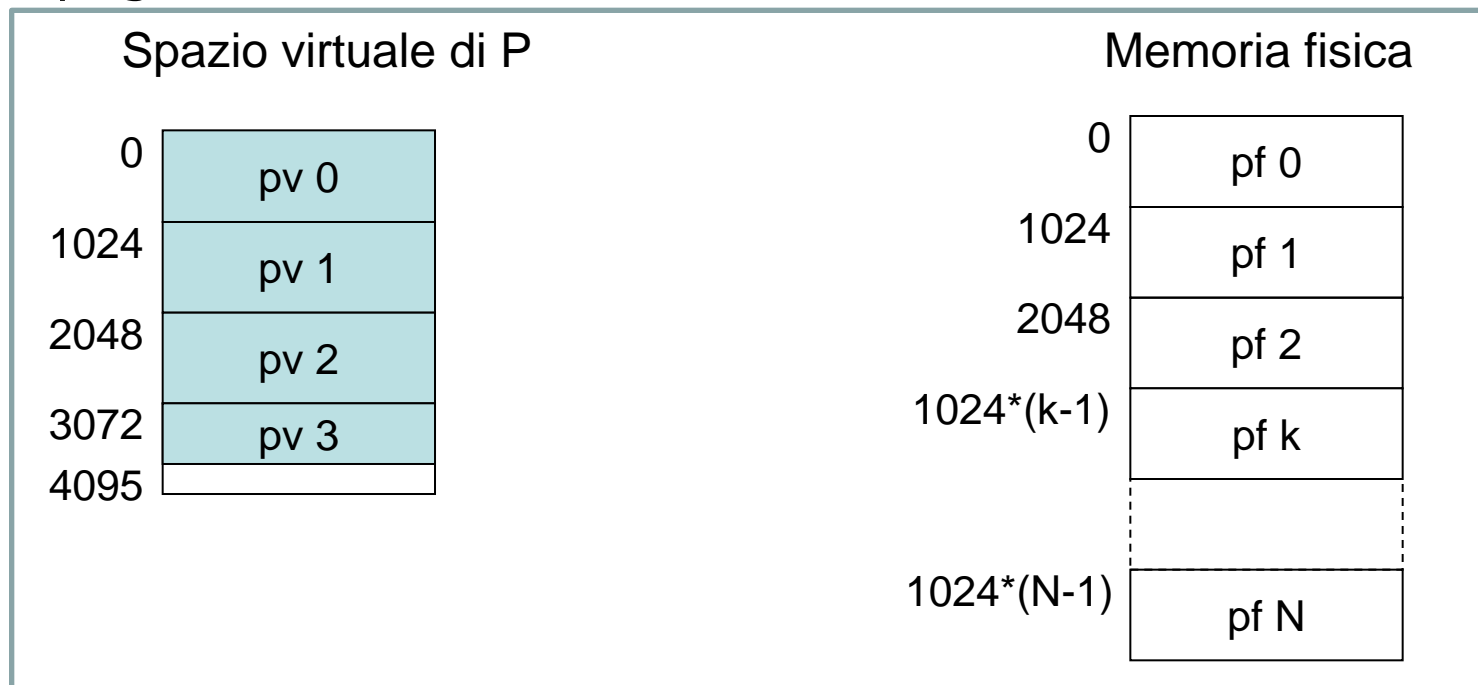 Spazio virtuale di P
0
pv 0
1024
pv 1
2048
pv 2
3072
pv 3
4095
Memoria fisica
0
pf 0
1024
pf 1
2048
pf 2
1024*(k-1)
pf k
1024*(N-1)
pf N